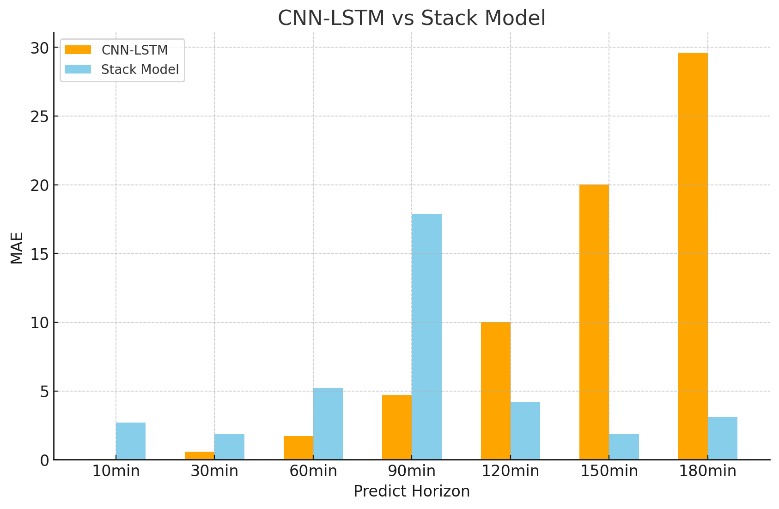 CNN-LSTM vs Stack Model
CNN-LSTM
Stack Model
30
25
20
15
10
5
0
MAE
10min 30min 60min 90min 120min 150min 180min
Predict Horizon